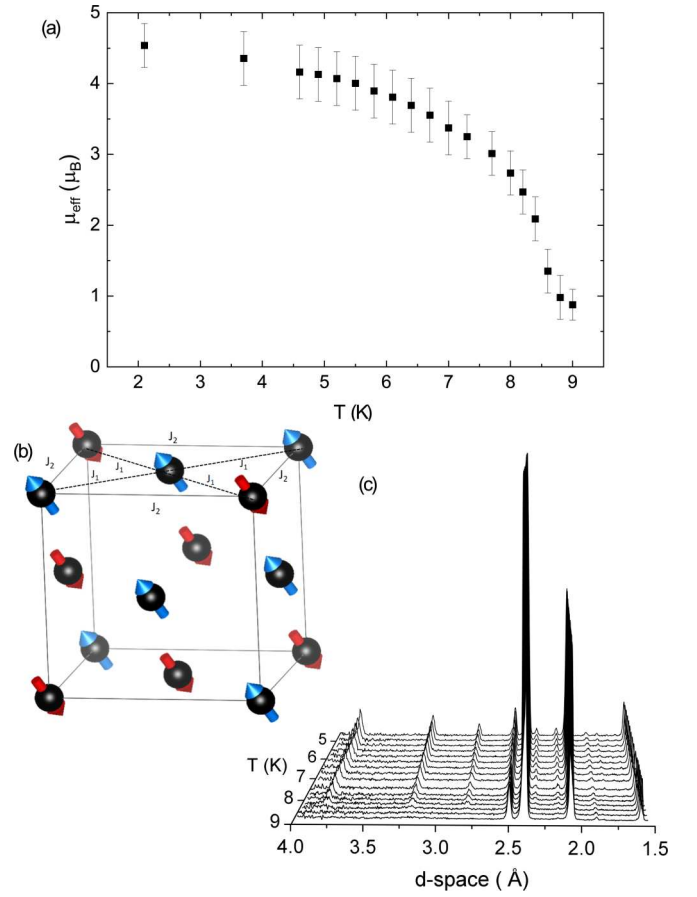 (a)
5
4
3
2
1
0
μeff (μB)
2 3 4 5 6 7 8 9
T (K)
(b)
J2
J2 J1 J1 J1 J2
J1
J2
(c)
5
6
T (K) 7
8
9
4.0 3.5 3.0 2.5 2.0 1.5
d-space ( Å)